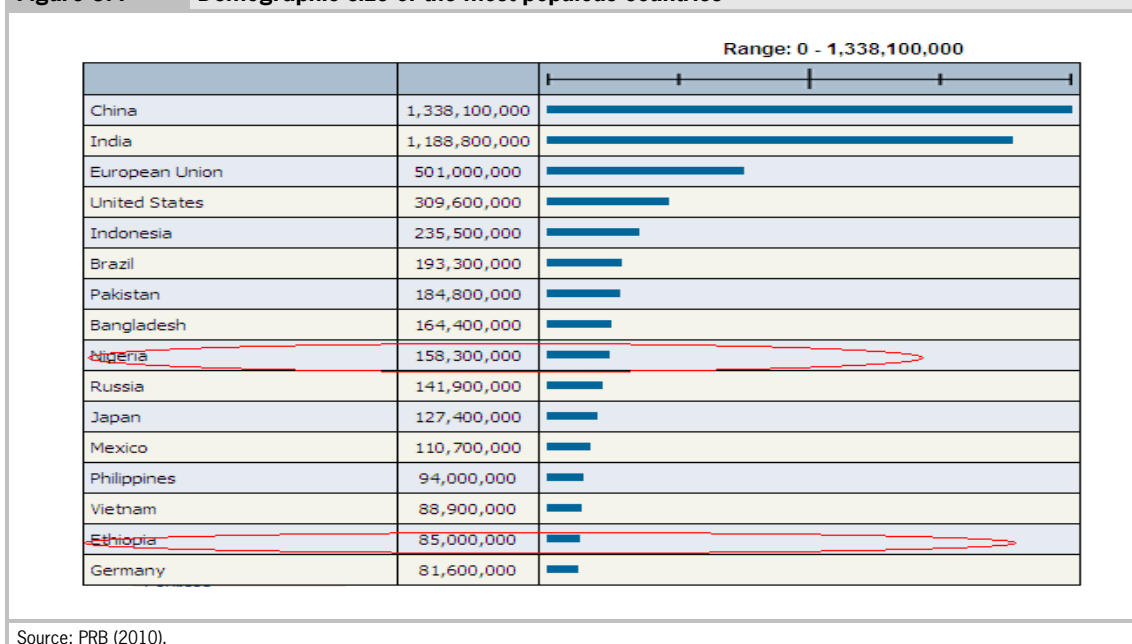 Range: 0 - 1,338,100,000
China 1,338,100,000
India 1,188,800,000
European Union 501,000,000
United States 309,600,000
Indonesia 235,500,000
Brazil 193,300,000
Pakistan 184,800,000
Bangladesh 164,400,000
Nigeria 158,300,000
Russia 141,900,000
Japan 127,400,000
Mexico 110,700,000
Philippines 94,000,000
Vietnam 88,900,000
Ethiopia 85,000,000
Germany 81,600,000
Source: PRB (2010).